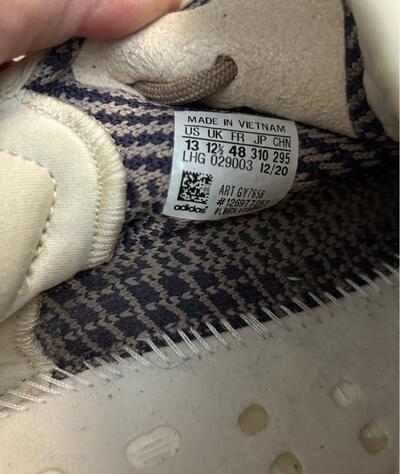 MADE IN VIETNAM
US UK FR JP CHN
13 12½ 48 310 295
LHG 029003 12/20
ART GY7658
adidas